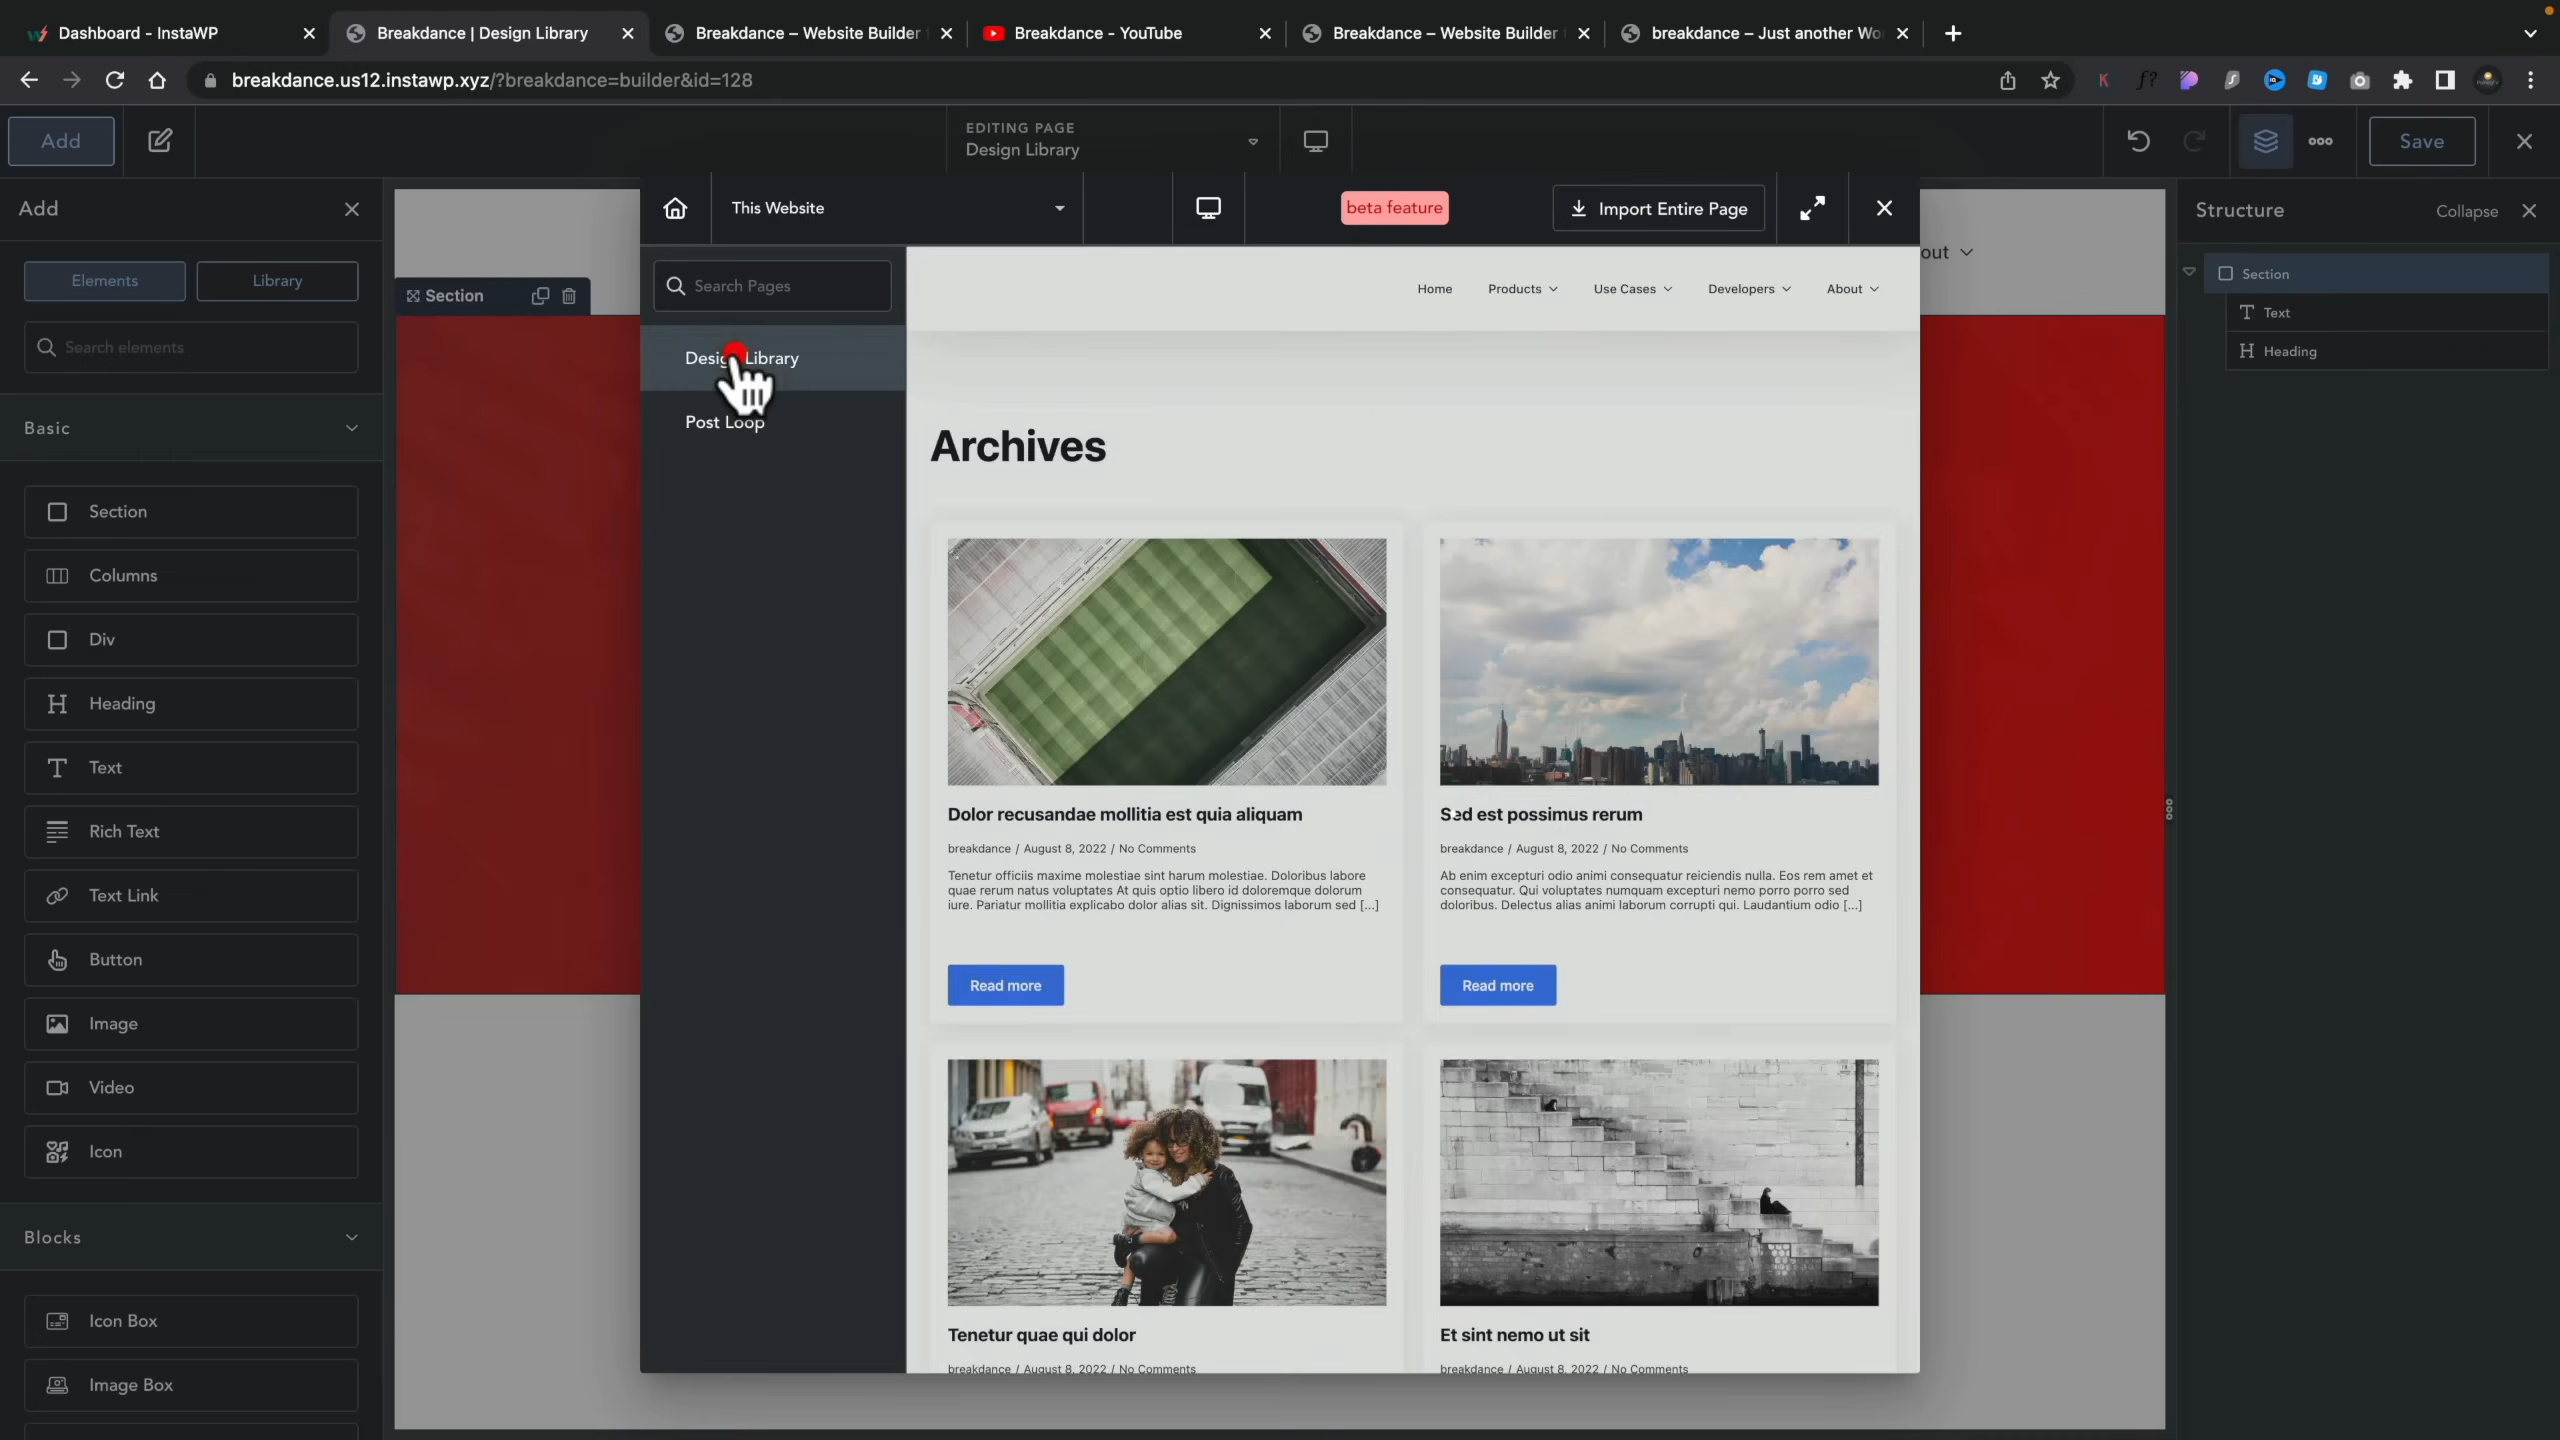 Dashboard - InstaWP
Breakdance | Design Library
Breakdance – Website Builder
Breakdance - YouTube
Breakdance – Website Builder
breakdance – Just another Wo
breakdance.us12.instawp.xyz/?breakdance=builder&id=128
Add
EDITING PAGE
Design Library
Save
Add
Elements
Library
Search elements
Basic
Section
Columns
Div
Heading
Text
Rich Text
Text Link
Button
Image
Video
Icon
Blocks
Icon Box
Image Box
Section
This Website
beta feature
Import Entire Page
Search Pages
Design Library
Post Loop
Home
Products
Use Cases
Developers
About
Archives
Dolor recusandae mollitia est quia aliquam
breakdance / August 8, 2022 / No Comments
Tenetur officiis maxime molestiae sint harum molestiae. Doloribus labore
quae rerum natus voluptates At quis optio libero id doloremque dolorum
iure. Pariatur mollitia explicabo dolor alias sit. Dignissimos laborum sed [...]
Read more
Sed est possimus rerum
breakdance / August 8, 2022 / No Comments
Ab enim excepturi odio animi consequatur reiciendis nulla. Eos rem amet et
consequatur. Qui voluptates numquam excepturi nemo porro porro sed
doloribus. Delectus alias animi laborum corrupti qui. Laudantium odio [...]
Read more
Tenetur quae qui dolor
breakdance / August 8, 2022 / No Comments
Et sint nemo ut sit
breakdance / August 8, 2022 / No Comments
out
Structure
Collapse
Section
Text
Heading